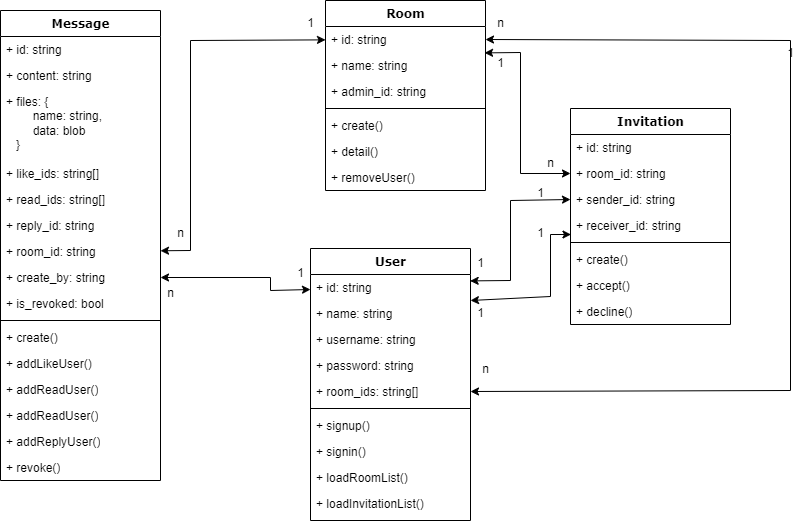 Message
+ id: string
+ content: string
+ files: {
name: string,
data: blob
}
+ like_ids: string[]
+ read_ids: string[]
+ reply_id: string
+ room_id: string
+ create_by: string
+ is_revoked: bool
+ create()
+ addLikeUser()
+ addReadUser()
+ addReadUser()
+ addReplyUser()
+ revoke()
Room
+ id: string
+ name: string
+ admin_id: string
+ create()
+ detail()
+ removeUser()
User
+ id: string
+ name: string
+ username: string
+ password: string
+ room_ids: string[]
+ signup()
+ signin()
+ loadRoomList()
+ loadInvitationList()
Invitation
+ id: string
+ room_id: string
+ sender_id: string
+ receiver_id: string
+ create()
+ accept()
+ decline()
1
n
n
1
n
1
1
n
1
1
1
1
n